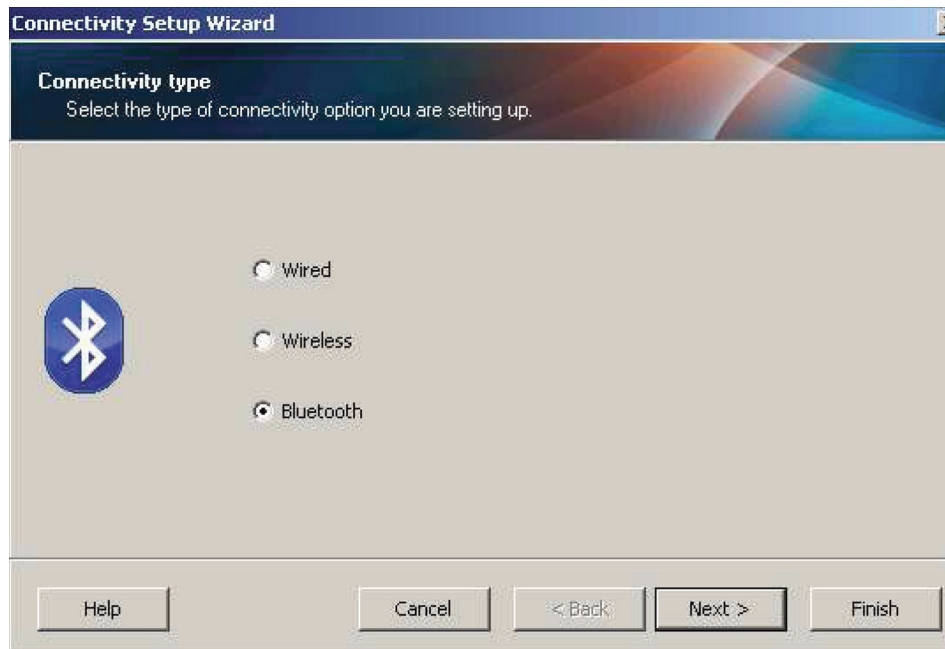 Connectivity Setup Wizard
Connectivity type
Select the type of connectivity option you are setting up.
Wired
Wireless
Bluetooth
Help Cancel < Back Next > Finish